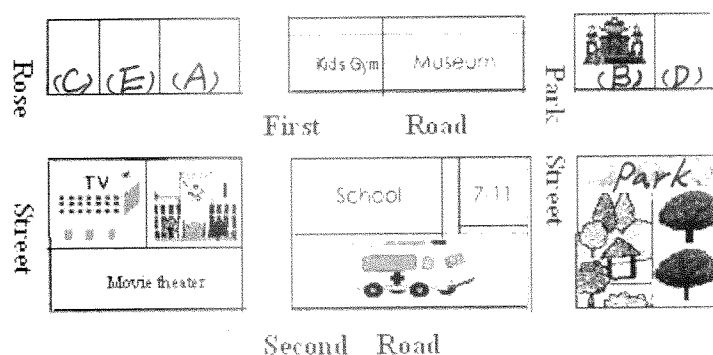 (C) (E) (A)
Kids Gym Museum
(B) (D)
Rose Street
Park Street
First Road
TV
School 7-11
Park
Movie theater
Second Road